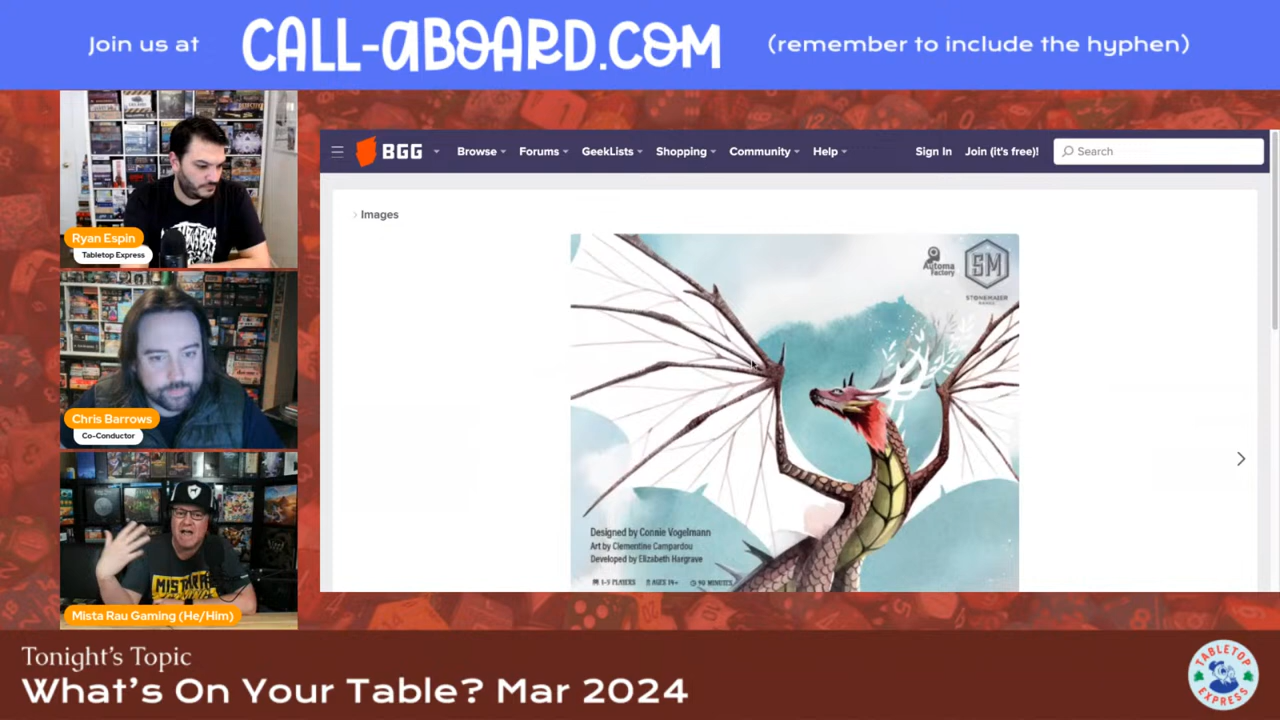 Join us at
CALL-aBOARD.COM
(remember to include the hyphen)
Ryan Espin
Tabletop Express
Chris Barrows
Co-Conductor
MISTA RAU
Mista Rau Gaming (He/Him)
BGG
Browse
Forums
GeekLists
Shopping
Community
Help
Sign In
Join (it's free)!
Search
Images
Automa
Factory
SM
STONEMAIER
GAMES
Designed by Connie Vogelmann
Art by Clementine Campardou
Developed by Elizabeth Hargrave
1-5 PLAYERS
AGES 14+
90 MINUTES
Tonight's Topic
What's On Your Table? Mar 2024
TABLETOP
EXPRESS